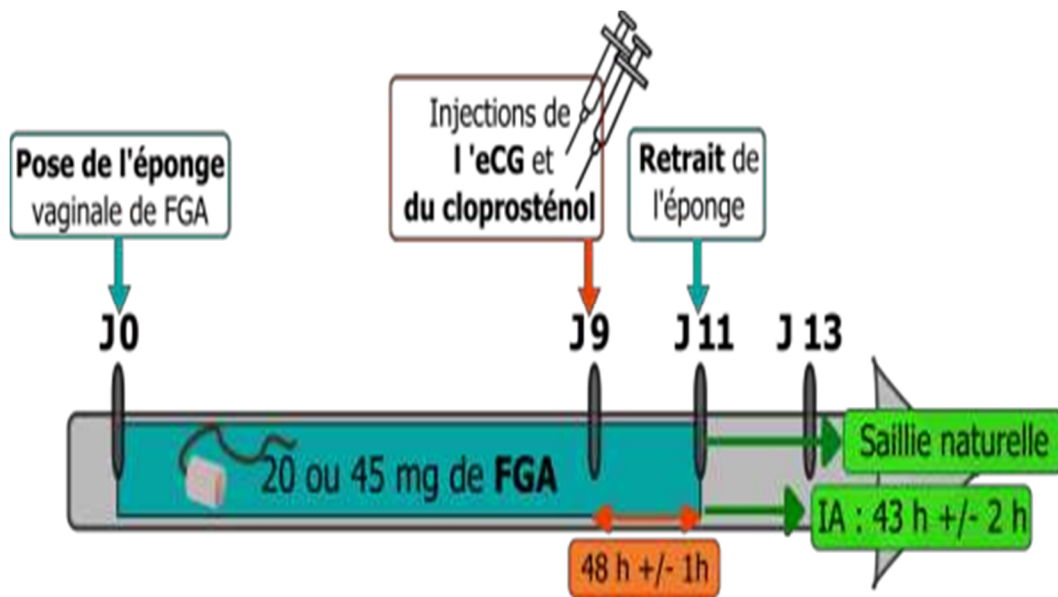 Pose de l'éponge
vaginale de FGA
Injections de
l 'eCG et
du cloprosténol
Retrait de
l'éponge
J0
J9
J11
J 13
20 ou 45 mg de FGA
Saillie naturelle
IA : 43 h +/- 2 h
48 h +/- 1h